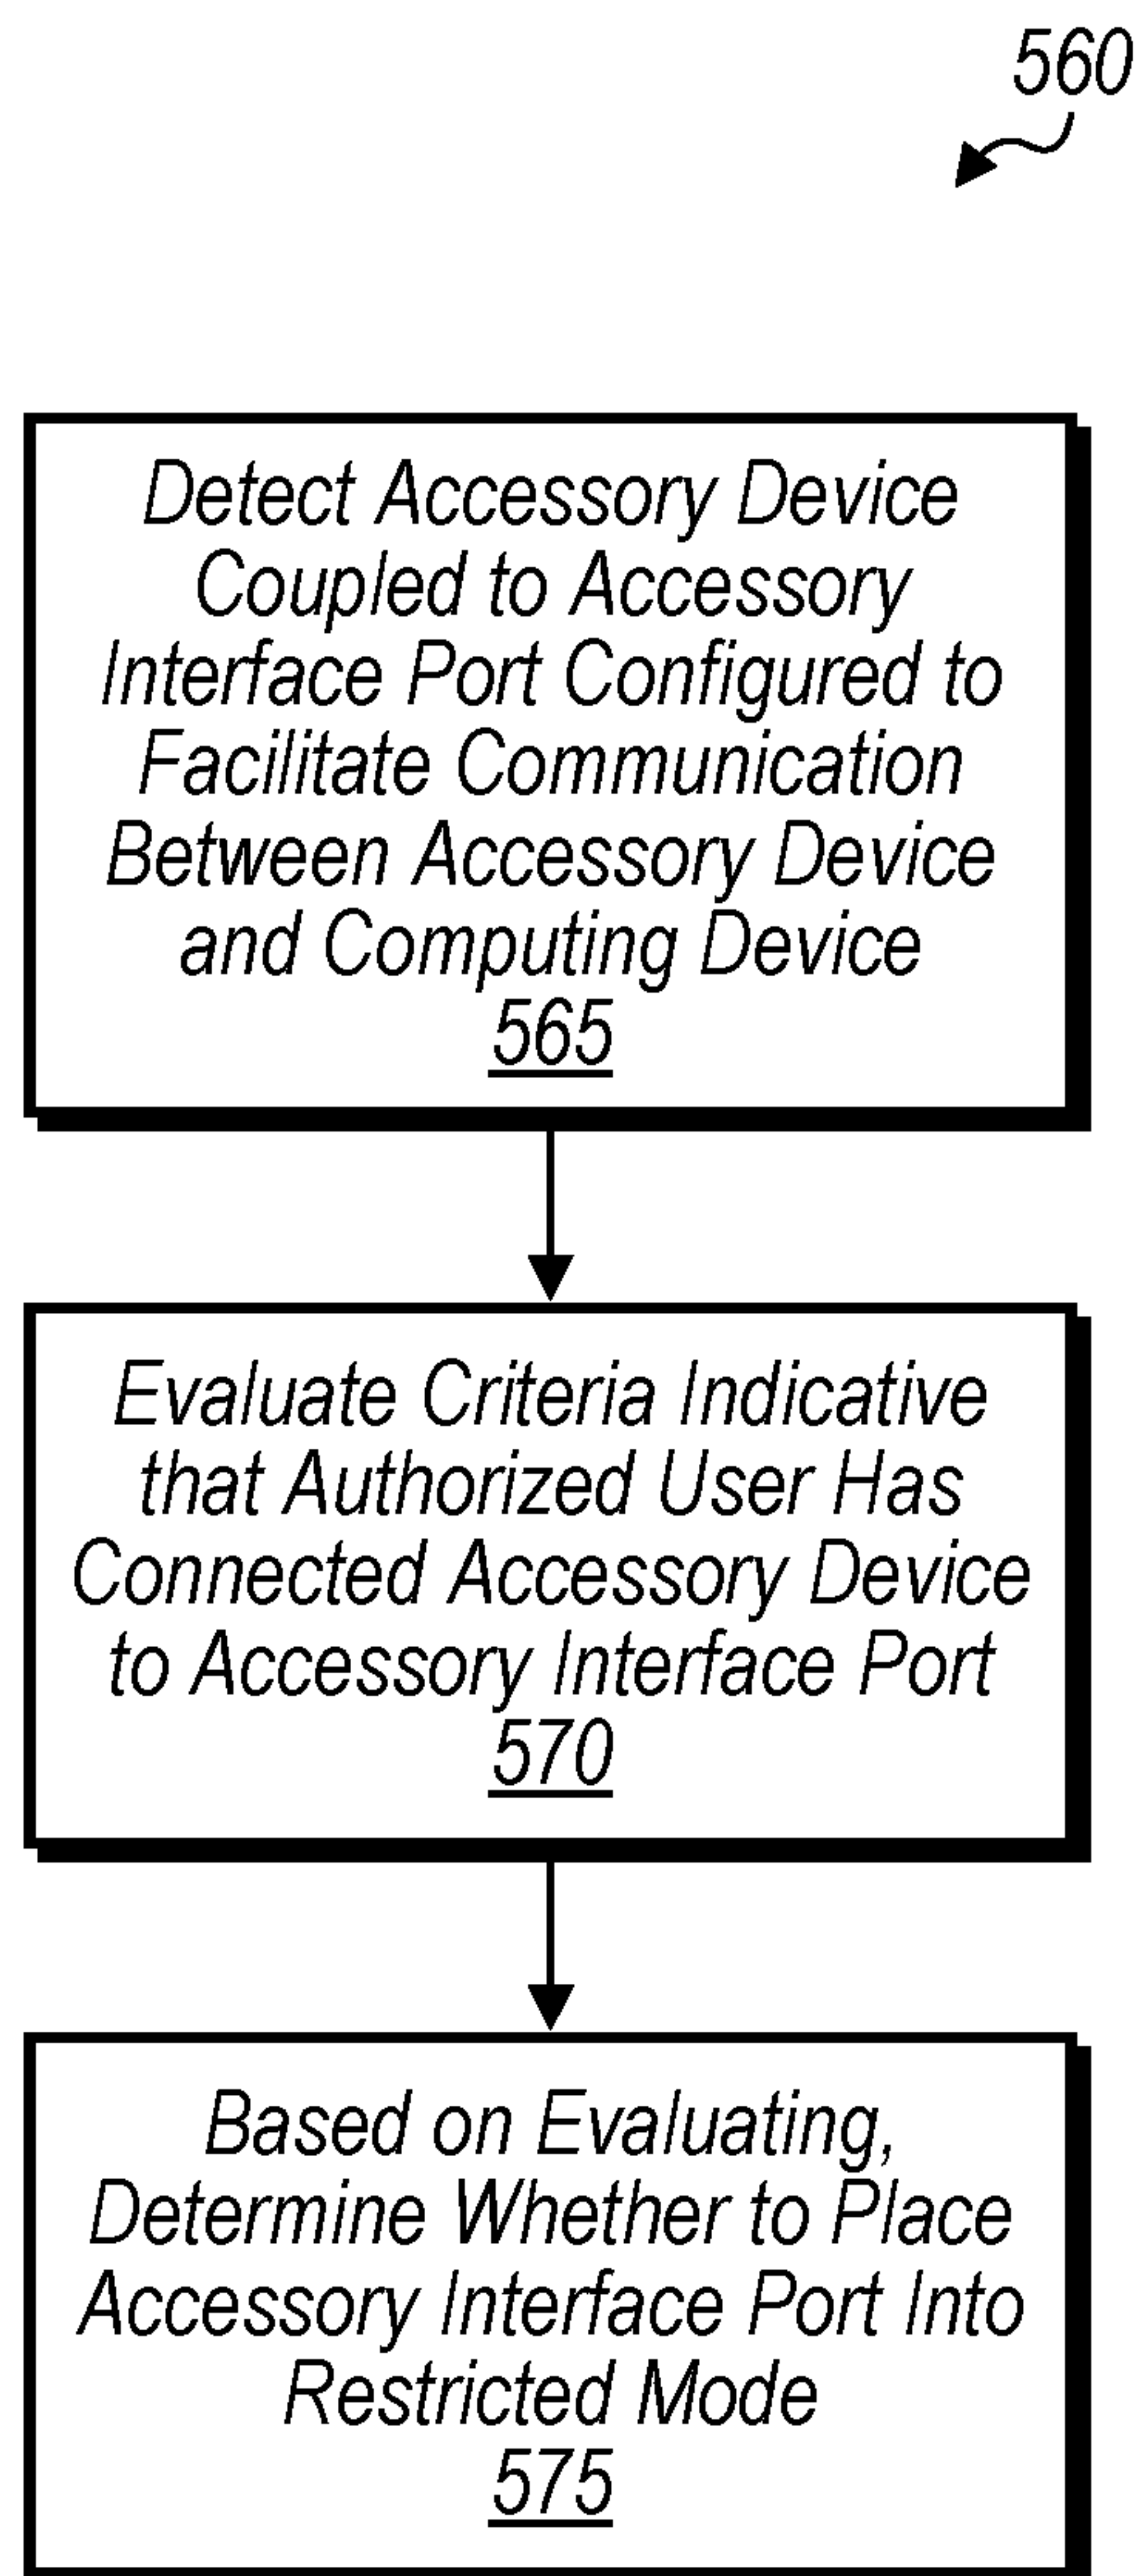 560
Detect Accessory Device
Coupled to Accessory
Interface Port Configured to
Facilitate Communication
Between Accessory Device
and Computing Device
565
Evaluate Criteria Indicative
that Authorized User Has
Connected Accessory Device
to Accessory Interface Port
570
Based on Evaluating,
Determine Whether to Place
Accessory Interface Port Into
Restricted Mode
575